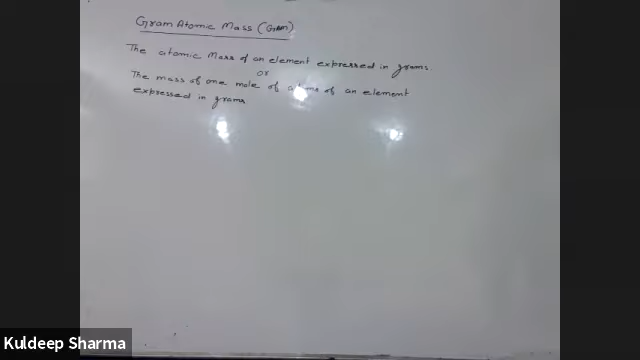 Gram Atomic Mass (Gram)
The atomic Mass of an element expressed in grams.
or
The mass of one mole of atoms of an element
expressed in grams
Kuldeep Sharma